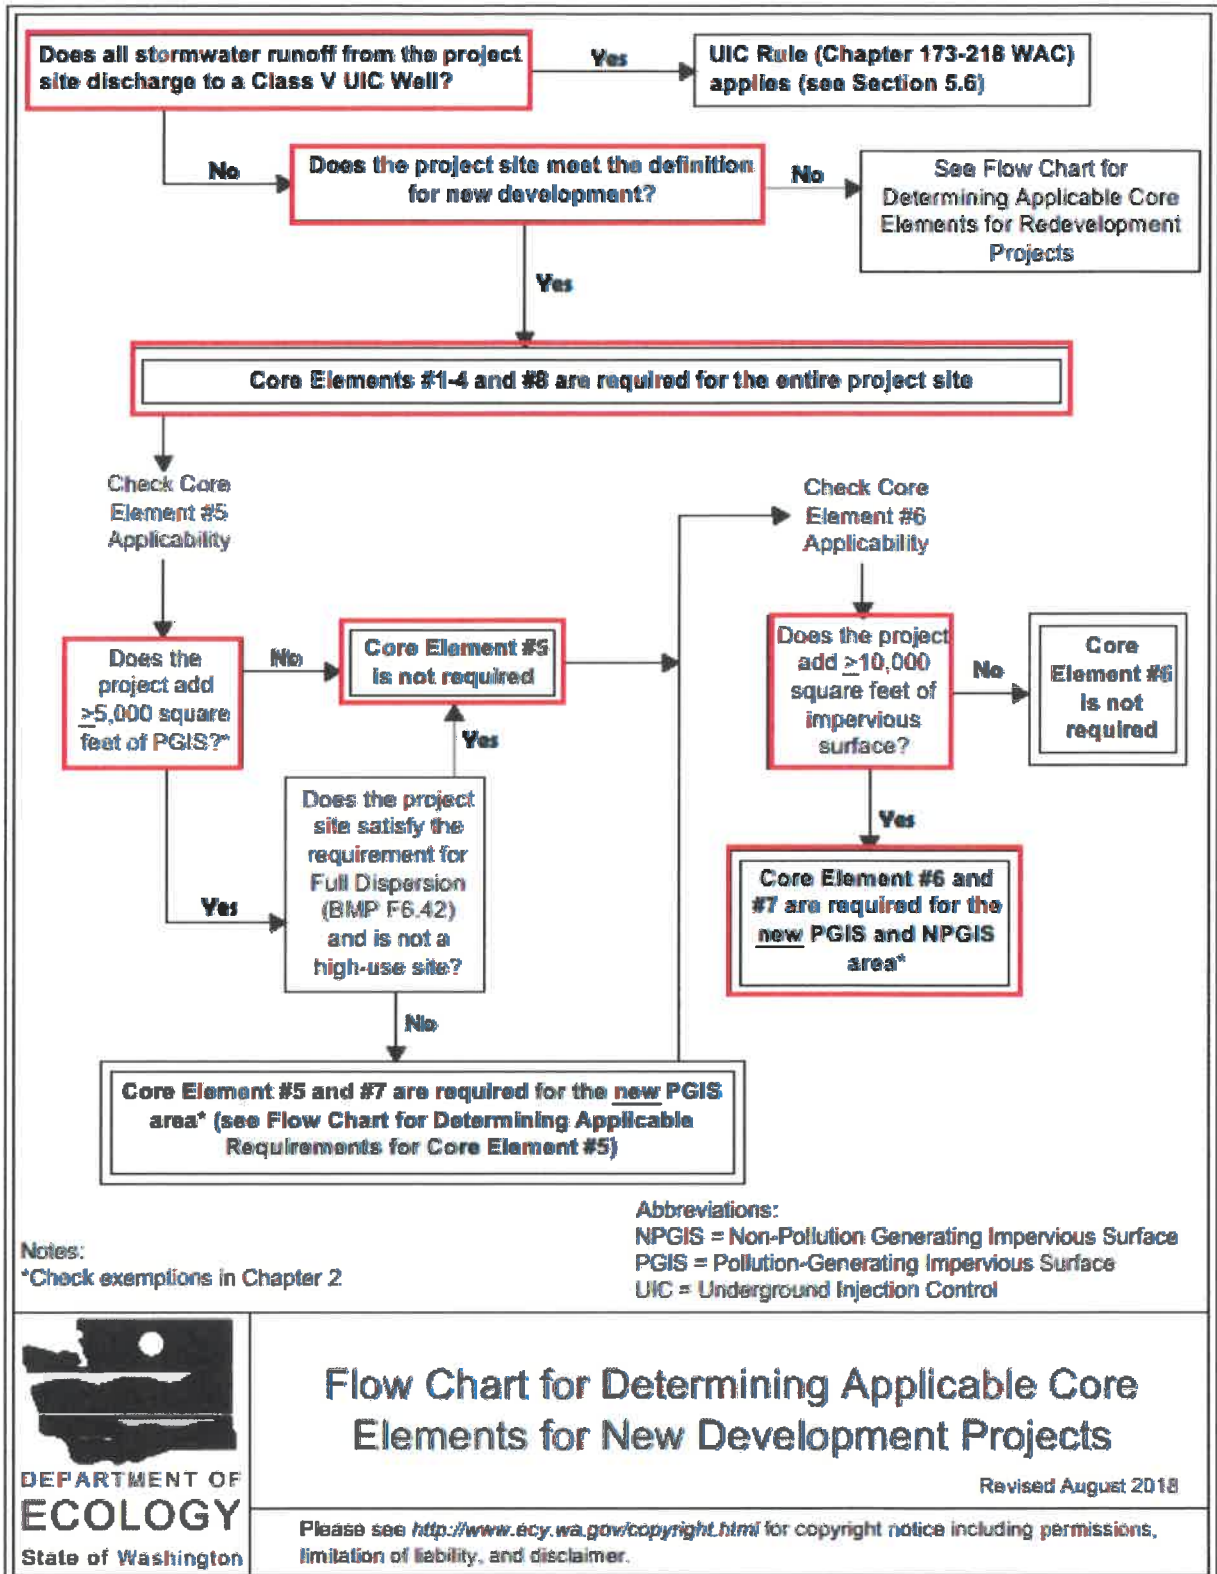 Does all stormwater runoff from the project
site discharge to a Class V UIC Well?
Yes
UIC Rule (Chapter 173-218 WAC)
applies (see Section 5.6)
No
Does the project site meet the definition
for new development?
No
See Flow Chart for
Determining Applicable Core
Elements for Redevelopment
Projects
Yes
Core Elements #1-4 and #8 are required for the entire project site
Check Core
Element #5
Applicability
Check Core
Element #6
Applicability
Does the
project add
≥5,000 square
feet of PGIS?*
No
Core Element #5
is not required
Does the project
add ≥10,000
square feet of
impervious
surface?
No
Core
Element #6
is not
required
Yes
Does the project
site satisfy the
requirement for
Full Dispersion
(BMP F6.42)
and is not a
high-use site?
Yes
Yes
Core Element #6 and
#7 are required for the
new PGIS and NPGIS
area*
No
Core Element #5 and #7 are required for the new PGIS
area* (see Flow Chart for Determining Applicable
Requirements for Core Element #5)
Notes:
*Check exemptions in Chapter 2
Abbreviations:
NPGIS = Non-Pollution Generating Impervious Surface
PGIS = Pollution-Generating Impervious Surface
UIC = Underground Injection Control
DEPARTMENT OF
ECOLOGY
State of Washington
Flow Chart for Determining Applicable Core
Elements for New Development Projects
Revised August 2018
Please see http://www.ecy.wa.gov/copyright.html for copyright notice including permissions,
limitation of liability, and disclaimer.